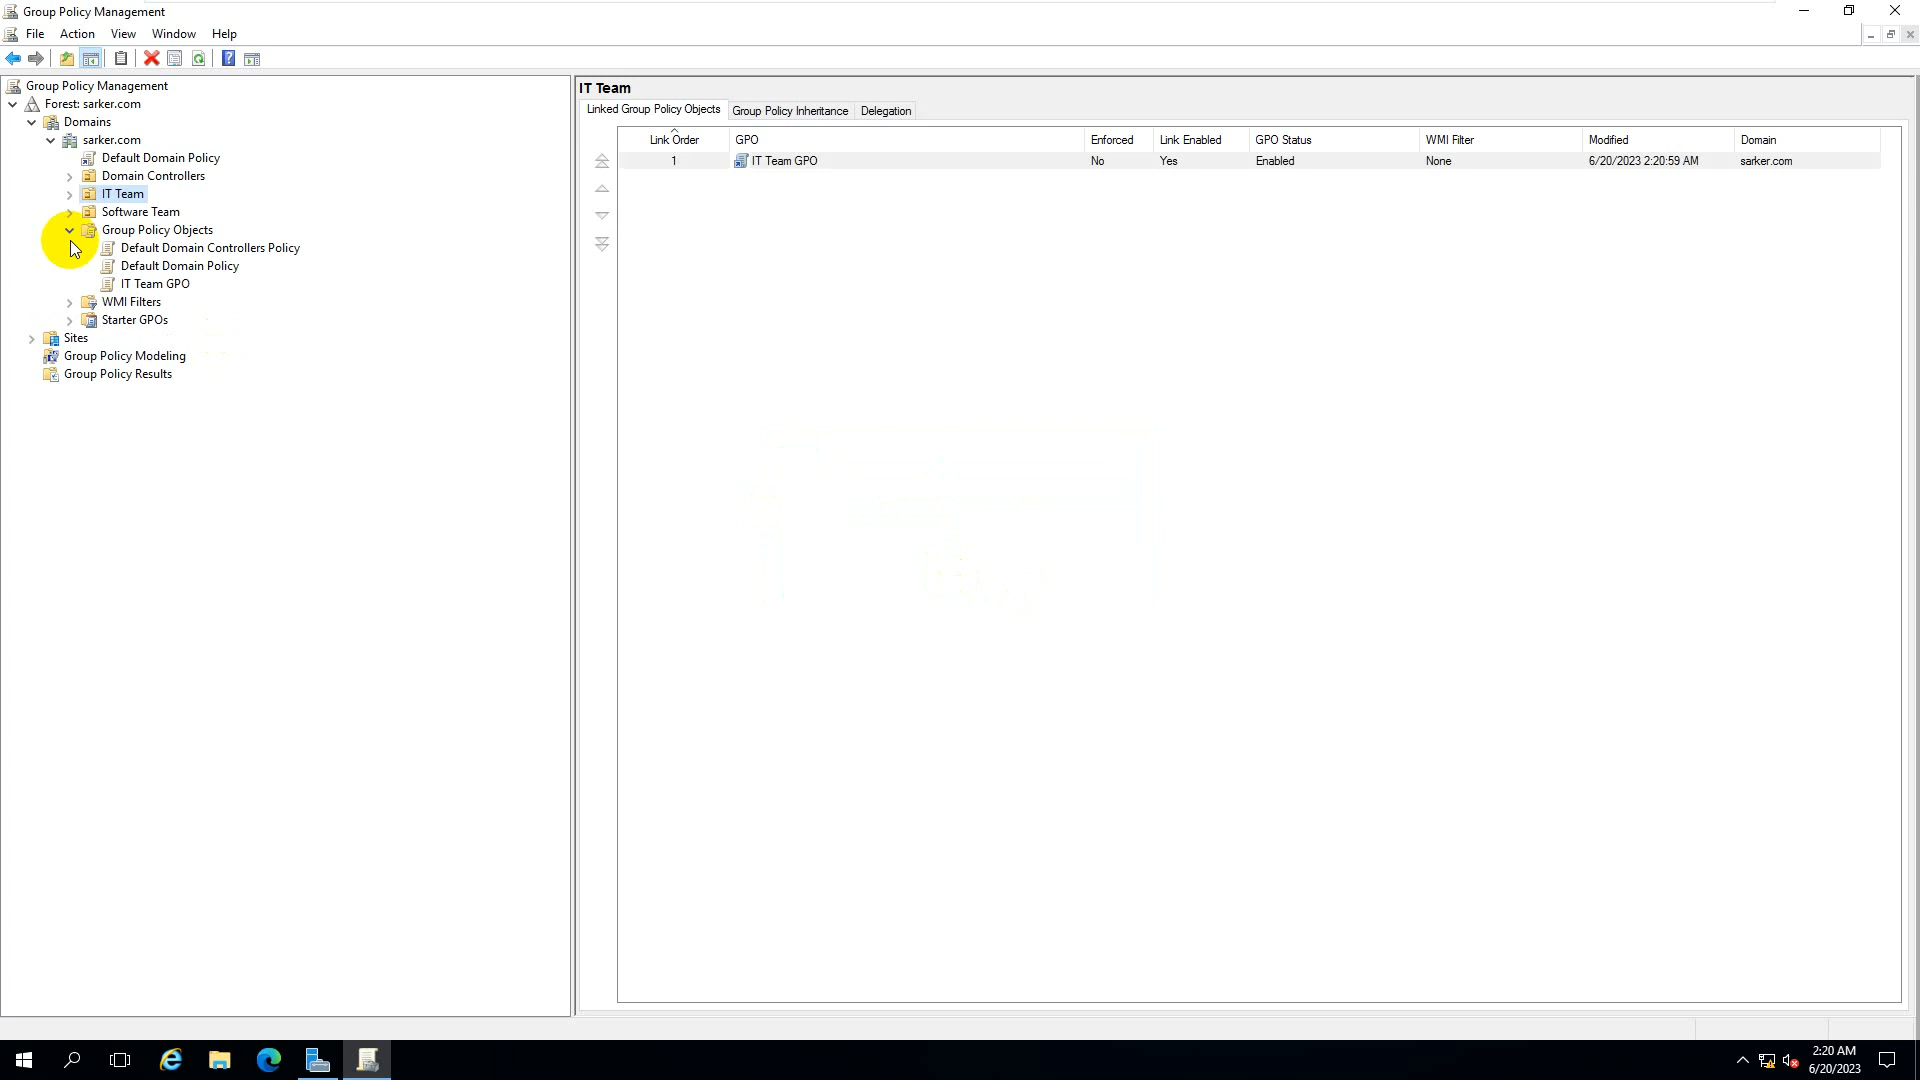 Group Policy Management
File Action View Window Help
Group Policy Management
Forest: sarker.com
Domains
sarker.com
Default Domain Policy
Domain Controllers
IT Team
Software Team
Group Policy Objects
Default Domain Controllers Policy
Default Domain Policy
IT Team GPO
WMI Filters
Starter GPOs
Sites
Group Policy Modeling
Group Policy Results
IT Team
Linked Group Policy Objects Group Policy Inheritance Delegation
Link Order GPO Enforced Link Enabled GPO Status WMI Filter Modified Domain
1 IT Team GPO No Yes Enabled None 6/20/2023 2:20:59 AM sarker.com
2:20 AM
6/20/2023